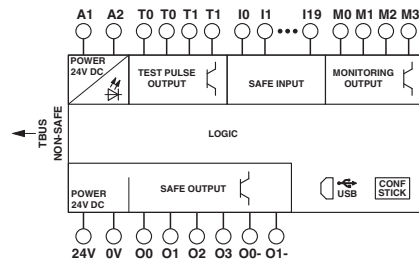 A1 A2 T0 T0 T1 T1 I0 I1 ••• I19 M0 M1 M2 M3
POWER
24V DC
TEST PULSE
OUTPUT
SAFE INPUT
MONITORING
OUTPUT
TBUS
NON-SAFE
LOGIC
POWER
24V DC
SAFE OUTPUT
USB
CONF
STICK
24V 0V O0 O1 O2 O3 O0- O1-